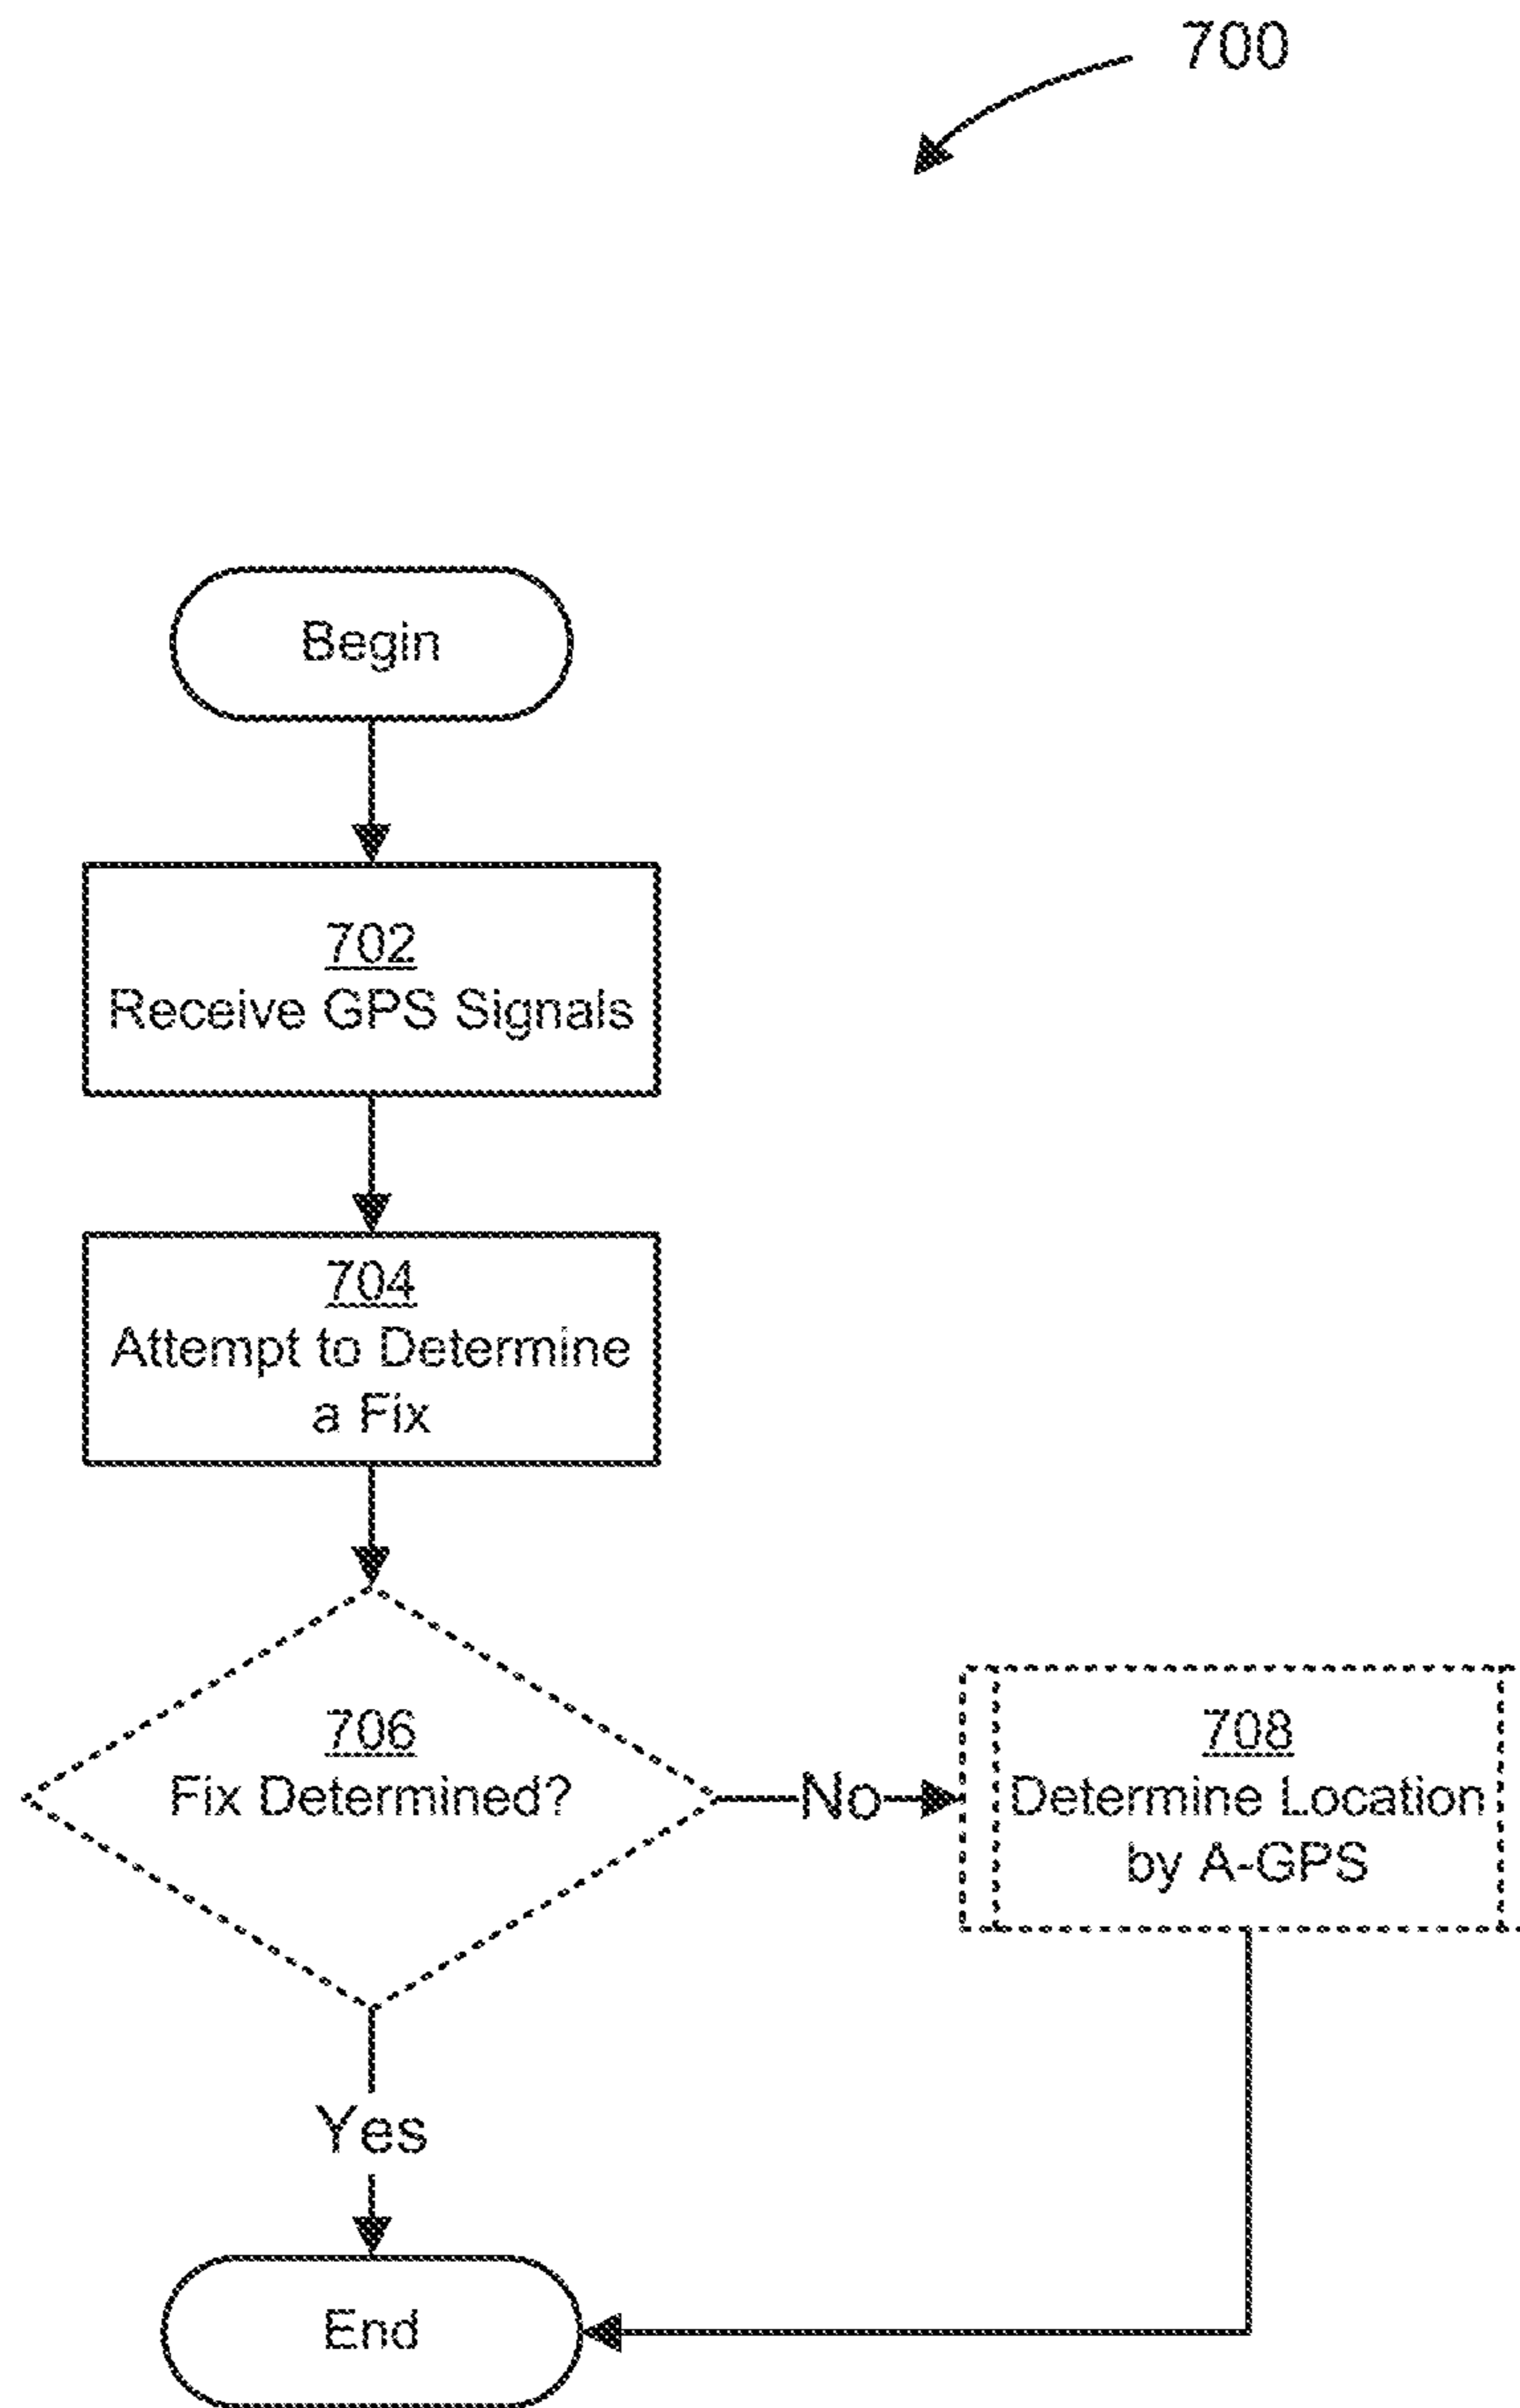 700
Begin
702
Receive GPS Signals
704
Attempt to Determine
a Fix
706
Fix Determined?
No
708
Determine Location
by A-GPS
Yes
End